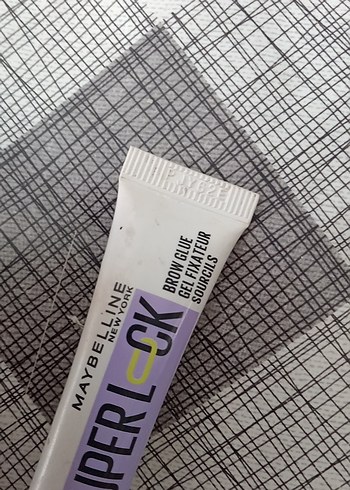 MAYBELLINE
NEW YORK
UPER LOCK
BROW GLUE
GEL FIXATEUR
SOURCILS